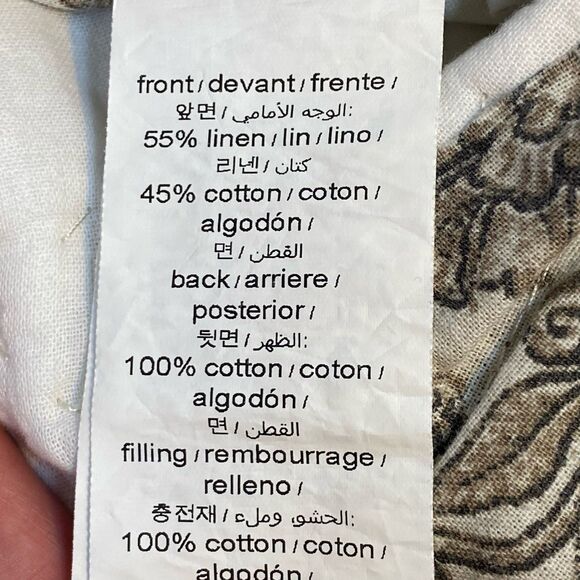 front / devant / frente /
앞면 / الوجه الأمامي:
55% linen / lin / lino /
리넨 / كتان
45% cotton / coton /
algodón /
면 / القطن
back / arriere /
posterior /
뒷면 / الظهر:
100% cotton / coton /
algodón /
면 / القطن
filling / rembourrage /
relleno /
충전재 / الحشو، وملء:
100% cotton / coton /
algodón /